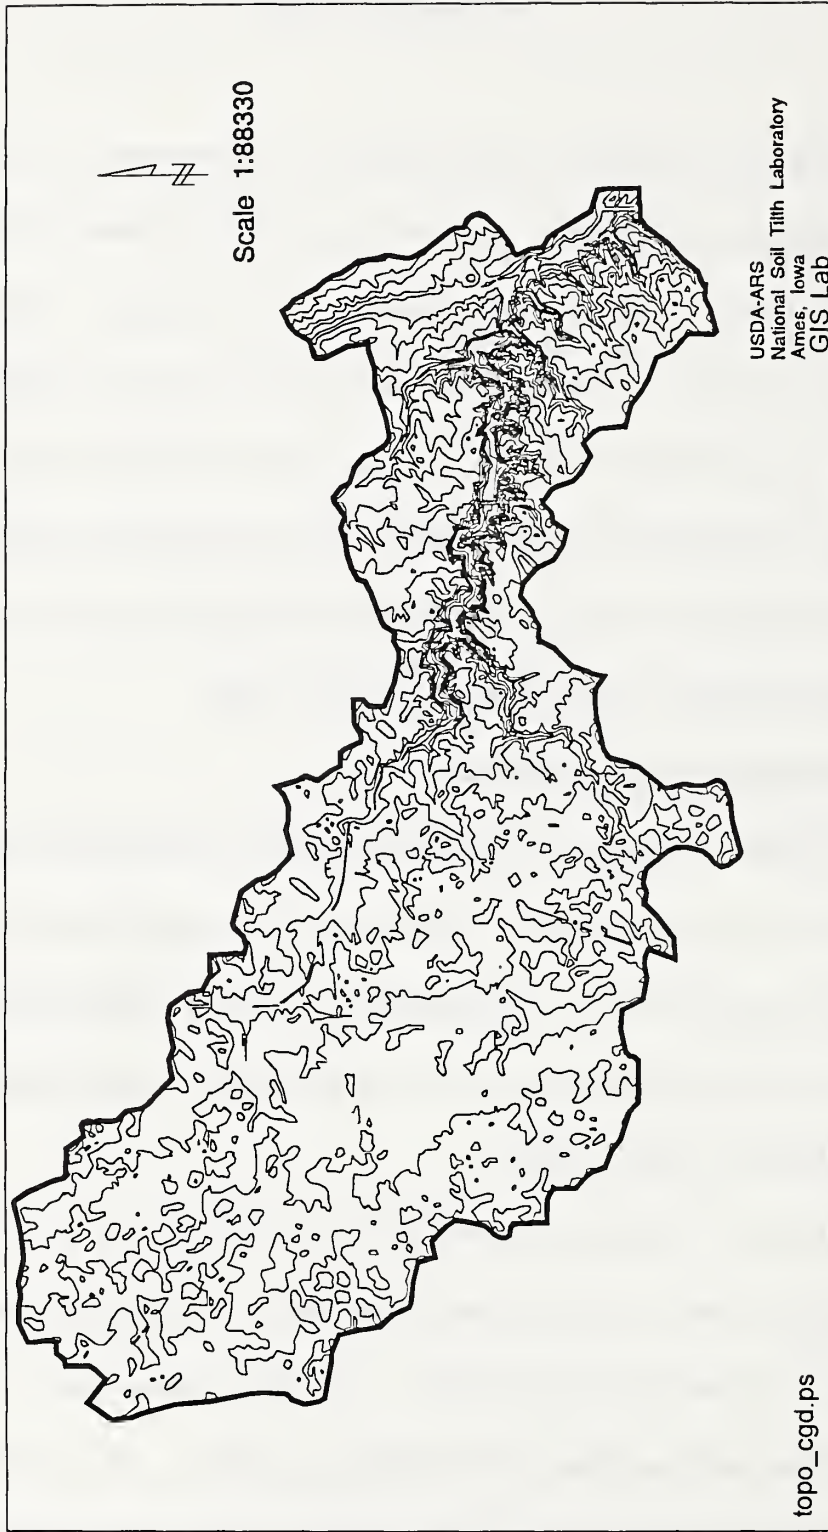 Scale 1:88330
USDA-ARS
National Soil Tilth Laboratory
Ames, Iowa
GIS Lab
topo_cgd.ps